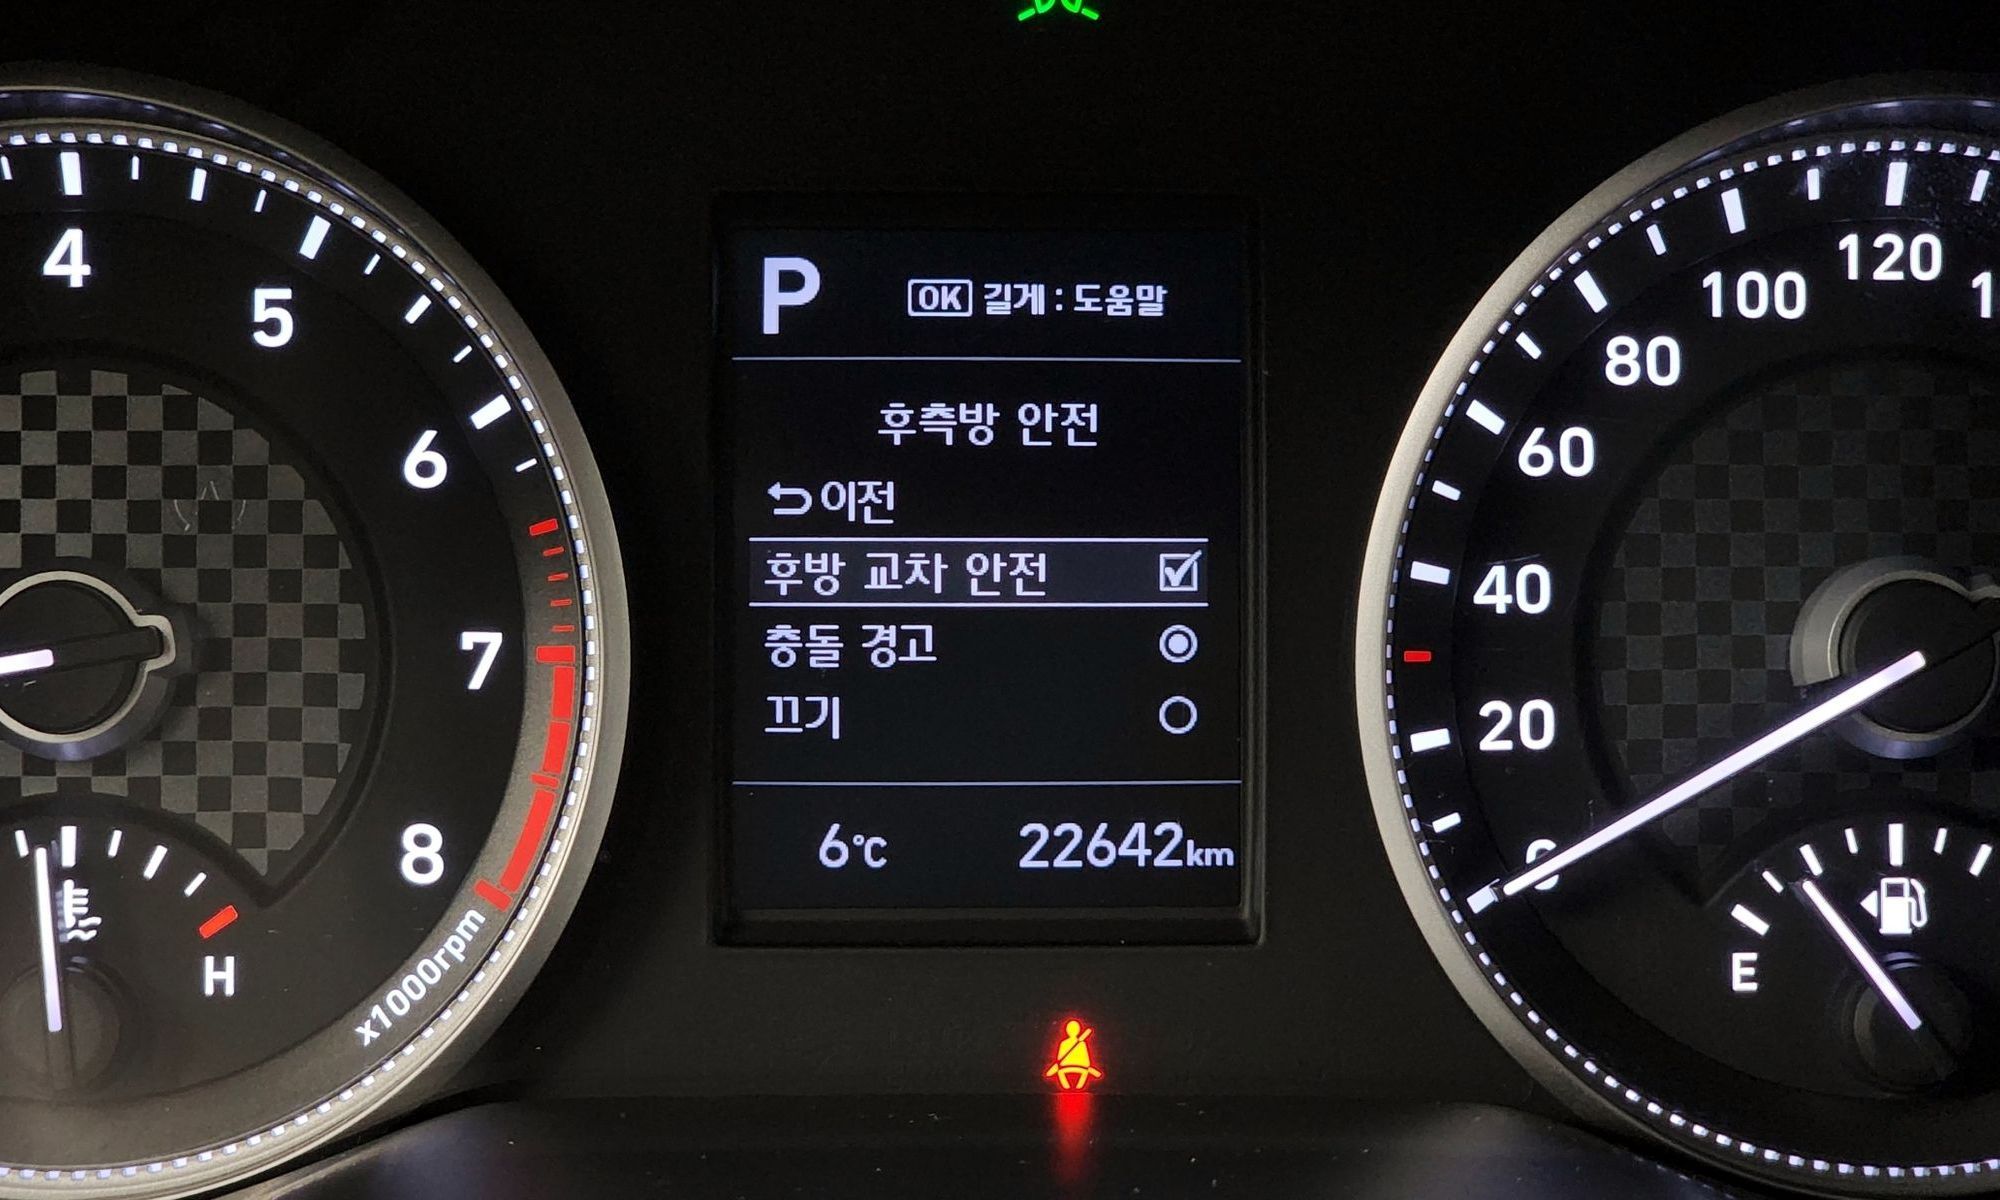 4
5
6
7
8
x1000rpm
H
P
OK 길게 : 도움말
후측방 안전
이전
후방 교차 안전
충돌 경고
끄기
6℃ 22642km
120
100
80
60
40
20
0
E